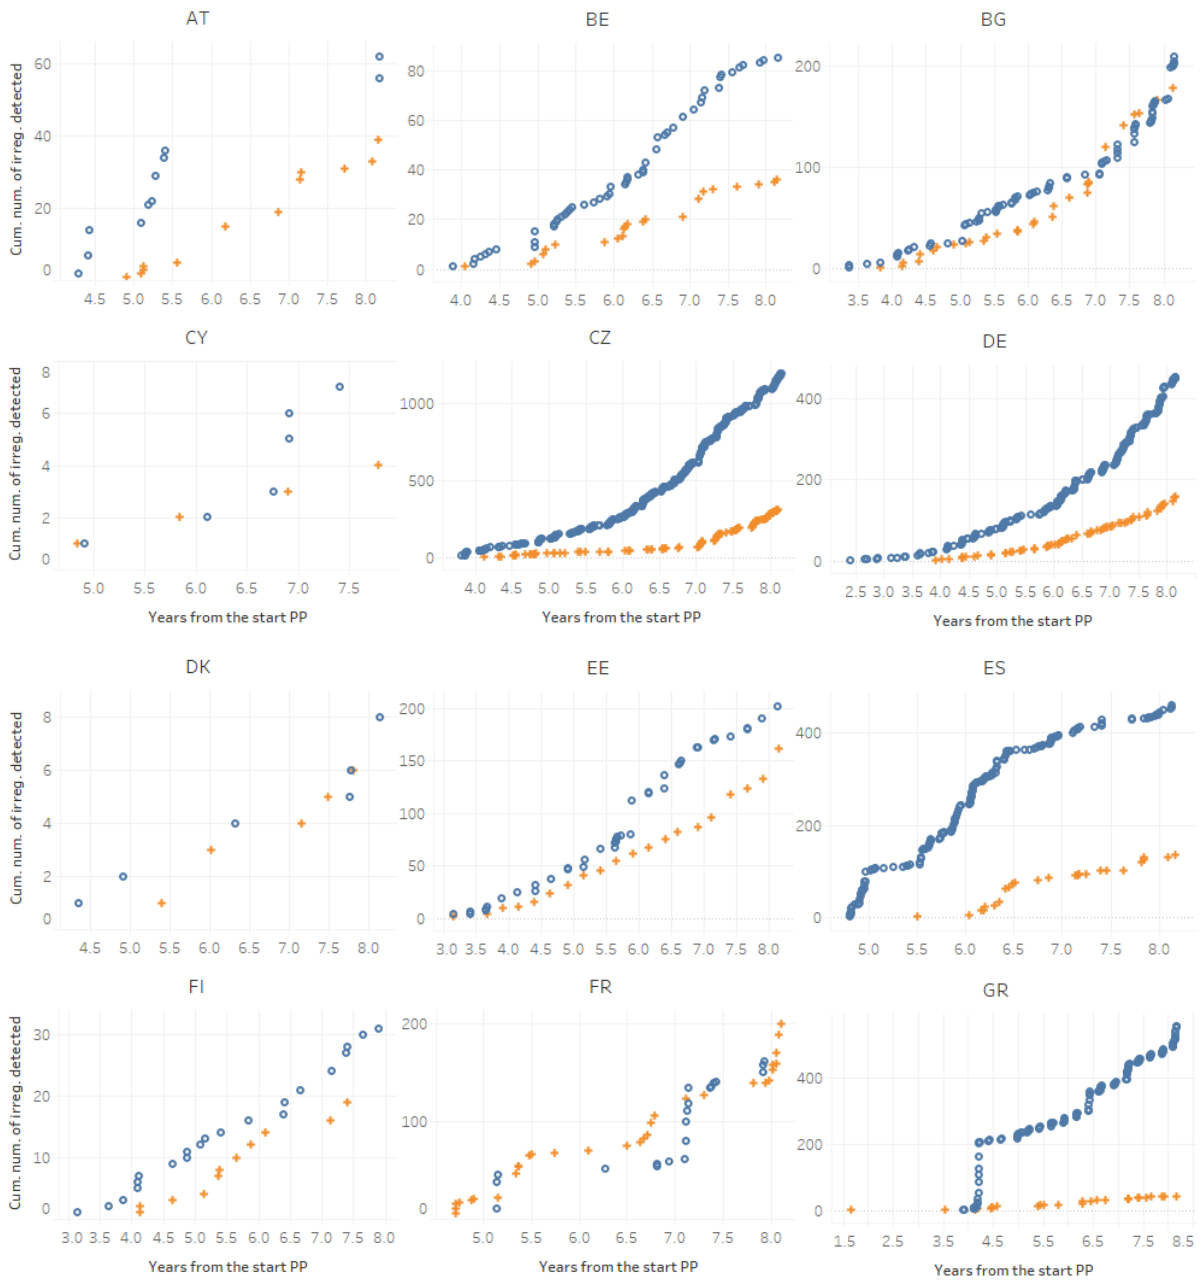 AT BE BG
Cum. num. of irreg. detected
60
40
20
0
4.5 5.0 5.5 6.0 6.5 7.0 7.5 8.0
80
60
40
20
0
4.0 4.5 5.0 5.5 6.0 6.5 7.0 7.5 8.0
200
100
0
3.5 4.0 4.5 5.0 5.5 6.0 6.5 7.0 7.5 8.0
CY CZ DE
Cum. num. of irreg. detected
8
6
4
2
0
5.0 5.5 6.0 6.5 7.0 7.5
1000
500
0
4.0 4.5 5.0 5.5 6.0 6.5 7.0 7.5 8.0
400
200
0
2.5 3.0 3.5 4.0 4.5 5.0 5.5 6.0 6.5 7.0 7.5 8.0
Years from the start PP Years from the start PP Years from the start PP
DK EE ES
Cum. num. of irreg. detected
8
6
4
2
0
4.5 5.0 5.5 6.0 6.5 7.0 7.5 8.0
200
150
100
50
0
3.0 3.5 4.0 4.5 5.0 5.5 6.0 6.5 7.0 7.5 8.0
400
200
0
5.0 5.5 6.0 6.5 7.0 7.5 8.0
FI FR GR
Cum. num. of irreg. detected
30
20
10
0
3.0 3.5 4.0 4.5 5.0 5.5 6.0 6.5 7.0 7.5 8.0
200
100
0
5.0 5.5 6.0 6.5 7.0 7.5 8.0
400
200
0
1.5 2.5 3.5 4.5 5.5 6.5 7.5 8.5
Years from the start PP Years from the start PP Years from the start PP